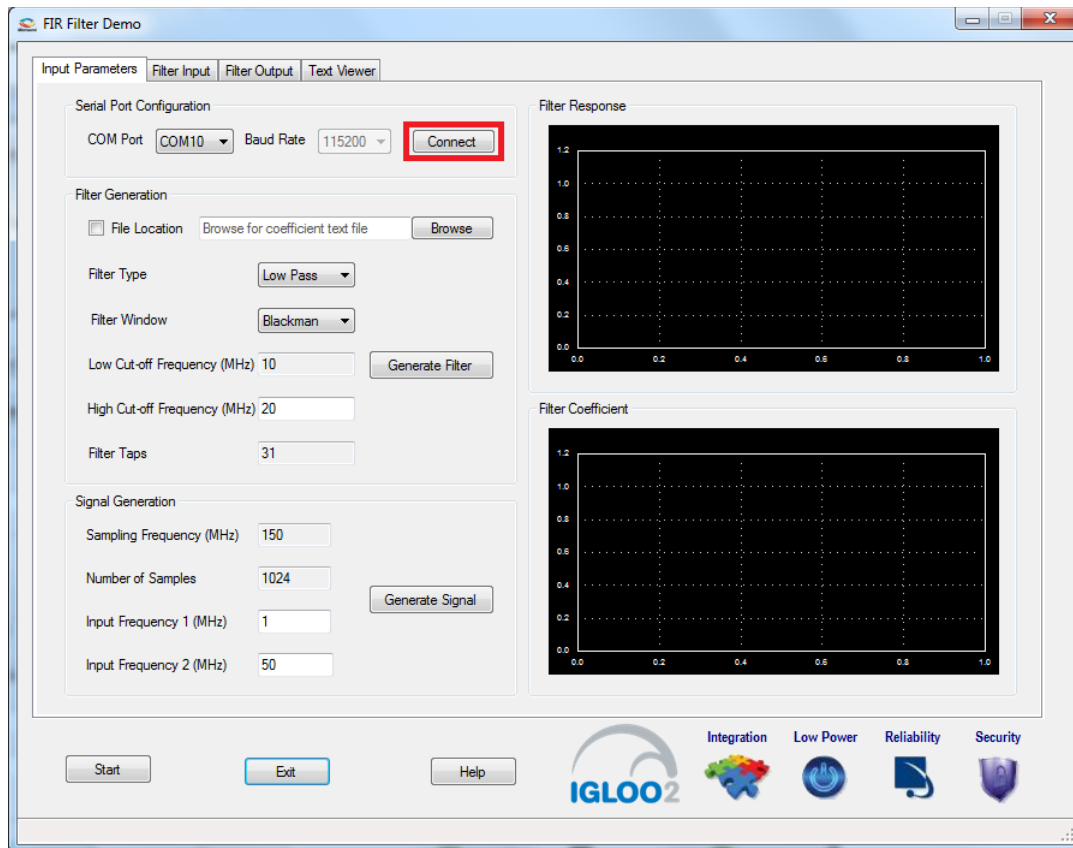 FIR Filter Demo
Input Parameters Filter Input Filter Output Text Viewer
Serial Port Configuration
COM Port COM10 Baud Rate 115200 Connect
Filter Generation
File Location Browse for coefficient text file Browse
Filter Type Low Pass
Filter Window Blackman
Low Cut-off Frequency (MHz) 10 Generate Filter
High Cut-off Frequency (MHz) 20
Filter Taps 31
Signal Generation
Sampling Frequency (MHz) 150
Number of Samples 1024
Generate Signal
Input Frequency 1 (MHz) 1
Input Frequency 2 (MHz) 50
Filter Response
1.2
1.0
0.8
0.6
0.4
0.2
0.0
0.0 0.2 0.4 0.6 0.8 1.0
Filter Coefficient
1.2
1.0
0.8
0.6
0.4
0.2
0.0
0.0 0.2 0.4 0.6 0.8 1.0
Start Exit Help
IGLOO2
Integration Low Power Reliability Security